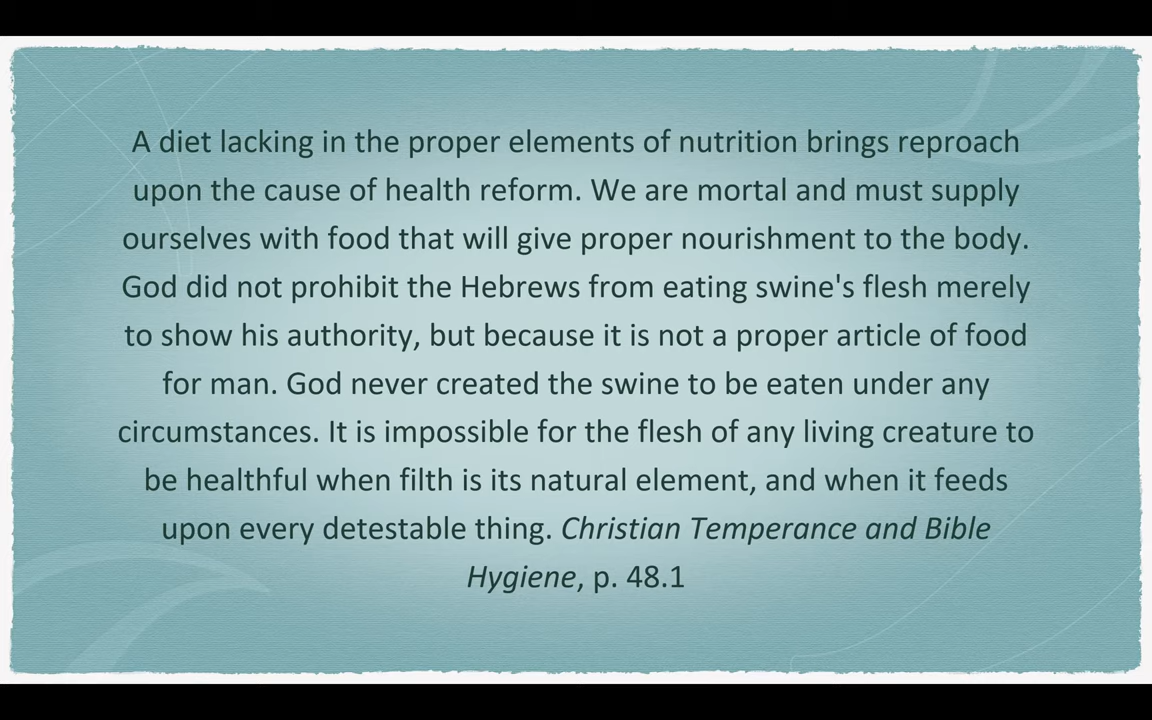 A diet lacking in the proper elements of nutrition brings reproach
upon the cause of health reform. We are mortal and must supply
ourselves with food that will give proper nourishment to the body.
God did not prohibit the Hebrews from eating swine's flesh merely
to show his authority, but because it is not a proper article of food
for man. God never created the swine to be eaten under any
circumstances. It is impossible for the flesh of any living creature to
be healthful when filth is its natural element, and when it feeds
upon every detestable thing. Christian Temperance and Bible
Hygiene, p. 48.1